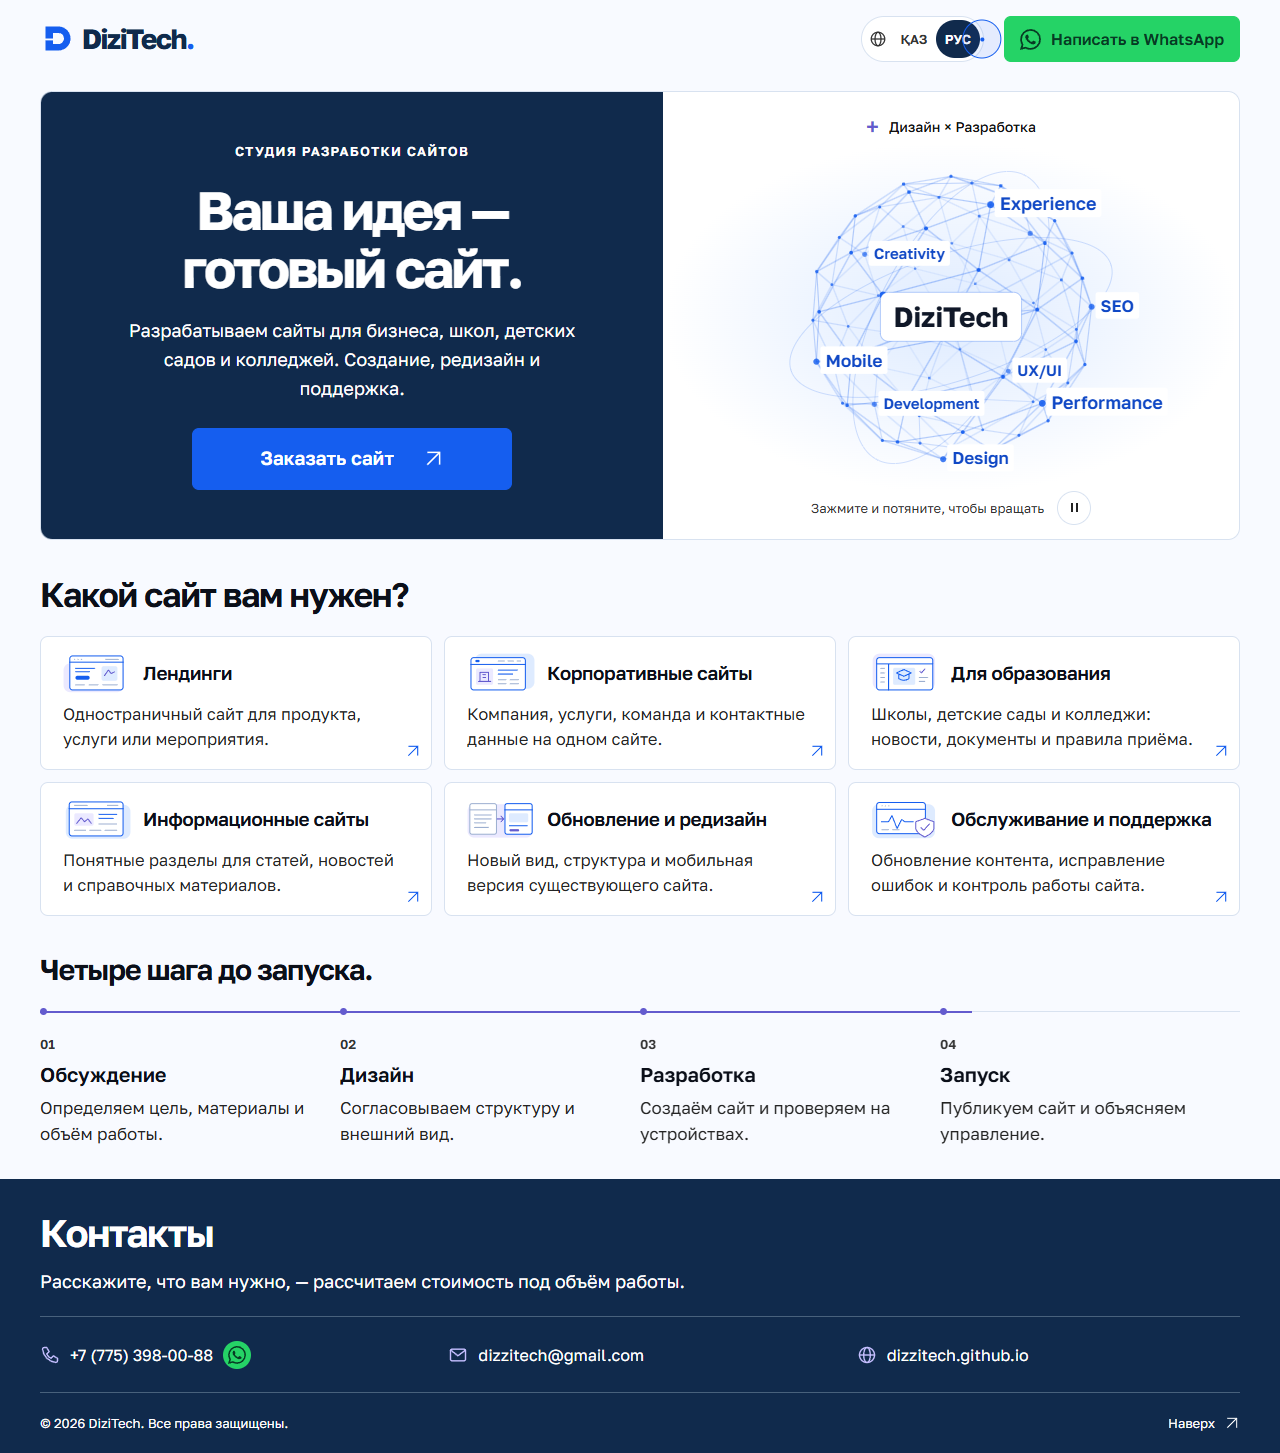 DiziTech.
ҚАЗ РУС
Написать в WhatsApp
СТУДИЯ РАЗРАБОТКИ САЙТОВ
Ваша идея —
готовый сайт.
Разрабатываем сайты для бизнеса, школ, детских
садов и колледжей. Создание, редизайн и
поддержка.
Заказать сайт
Дизайн × Разработка
Experience
Creativity
SEO
DiziTech
Mobile
UX/UI
Development
Performance
Design
Зажмите и потяните, чтобы вращать
Какой сайт вам нужен?
Лендинги
Одностраничный сайт для продукта,
услуги или мероприятия.
Корпоративные сайты
Компания, услуги, команда и контактные
данные на одном сайте.
Для образования
Школы, детские сады и колледжи:
новости, документы и правила приёма.
Информационные сайты
Понятные разделы для статей, новостей
и справочных материалов.
Обновление и редизайн
Новый вид, структура и мобильная
версия существующего сайта.
Обслуживание и поддержка
Обновление контента, исправление
ошибок и контроль работы сайта.
Четыре шага до запуска.
01
Обсуждение
Определяем цель, материалы и
объём работы.
02
Дизайн
Согласовываем структуру и
внешний вид.
03
Разработка
Создаём сайт и проверяем на
устройствах.
04
Запуск
Публикуем сайт и объясняем
управление.
Контакты
Расскажите, что вам нужно, — рассчитаем стоимость под объём работы.
+7 (775) 398-00-88
dizzitech@gmail.com
dizzitech.github.io
© 2026 DiziTech. Все права защищены.
Наверх